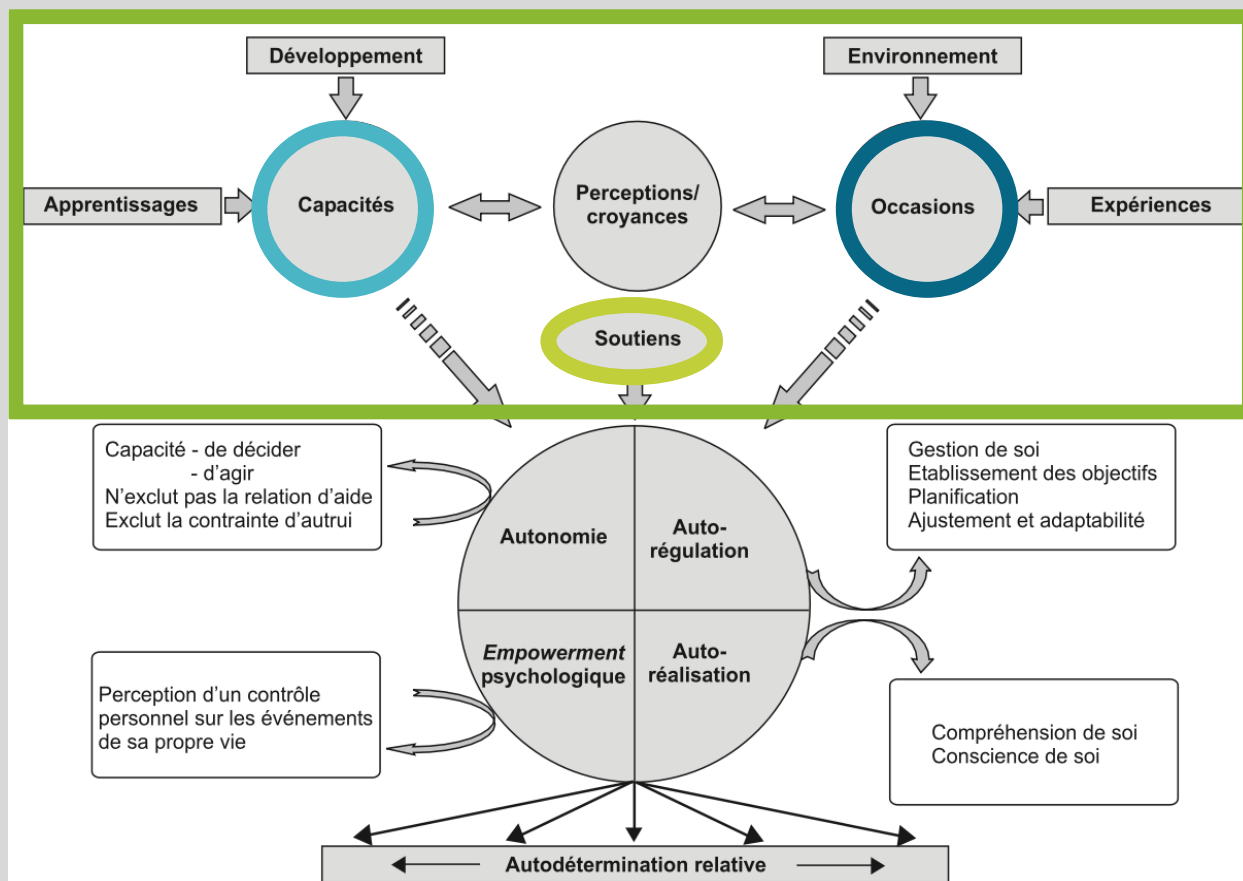 Développement
Environnement
Apprentissages
Capacités
Perceptions/
croyances
Occasions
Expériences
Soutiens
Capacité - de décider
- d'agir
N'exclut pas la relation d'aide
Exclut la contrainte d'autrui
Gestion de soi
Etablissement des objectifs
Planification
Ajustement et adaptabilité
Autonomie
Auto-
régulation
Empowerment
psychologique
Auto-
réalisation
Perception d'un contrôle
personnel sur les événements
de sa propre vie
Compréhension de soi
Conscience de soi
Autodétermination relative